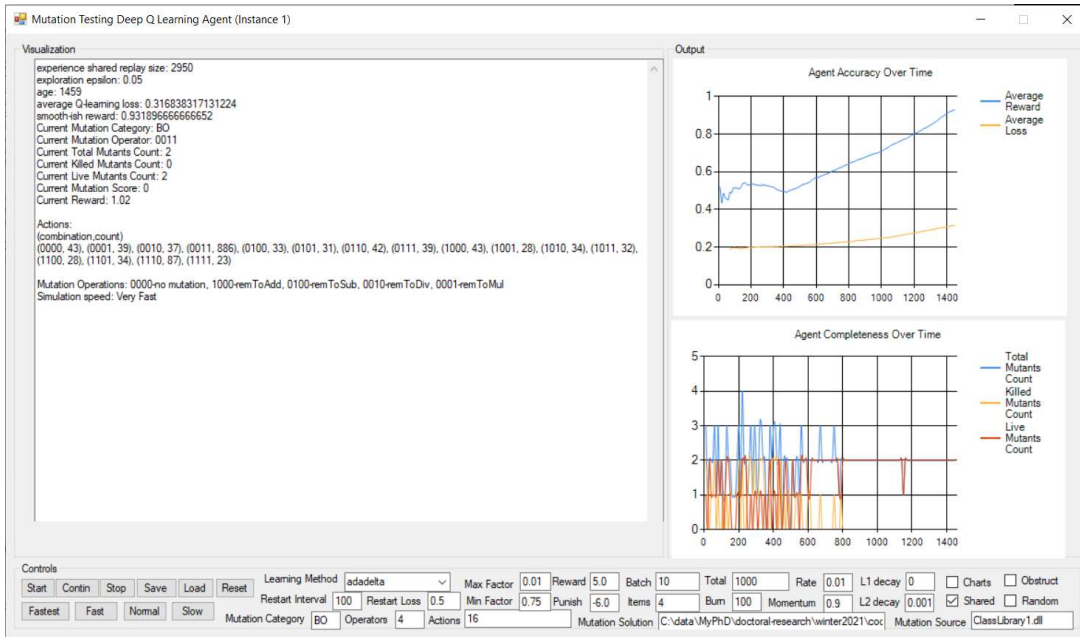 Mutation Testing Deep Q Learning Agent (Instance 1)
Visualization
experience shared replay size: 2950
exploration epsilon: 0.05
age: 1459
average Q-learning loss: 0.316838317131224
smooth-ish reward: 0.931896666666652
Current Mutation Category: BO
Current Mutation Operator: 0011
Current Total Mutants Count: 2
Current Killed Mutants Count: 0
Current Live Mutants Count: 2
Current Mutation Score: 0
Current Reward: 1.02
Actions:
(combination,count)
(0000, 43), (0001, 39), (0010, 37), (0011, 886), (0100, 33), (0101, 31), (0110, 42), (0111, 39), (1000, 43), (1001, 28), (1010, 34), (1011, 32),
(1100, 28), (1101, 34), (1110, 87), (1111, 23)
Mutation Operations: 0000-no mutation, 1000-remToAdd, 0100-remToSub, 0010-remToDiv, 0001-remToMul
Simulation speed: Very Fast
Output
Agent Accuracy Over Time
1
0.8
0.6
0.4
0.2
0
0 200 400 600 800 1000 1200 1400
Average
Reward
Average
Loss
Agent Completeness Over Time
5
4
3
2
1
0
0 200 400 600 800 1000 1200 1400
Total
Mutants
Count
Killed
Mutants
Count
Live
Mutants
Count
Controls
Start Contin Stop Save Load Reset
Fastest Fast Normal Slow
Learning Method adadelta Max Factor 0.01 Reward 5.0 Batch 10 Total 1000 Rate 0.01 L1 decay 0 Charts Obstruct
Restart Interval 100 Restart Loss 0.5 Min Factor 0.75 Punish -6.0 Items 4 Burn 100 Momentum 0.9 L2 decay 0.001 Shared Random
Mutation Category BO Operators 4 Actions 16 Mutation Solution C:\data\MyPhD\doctoral-research\winter2021\coc Mutation Source ClassLibrary1.dll